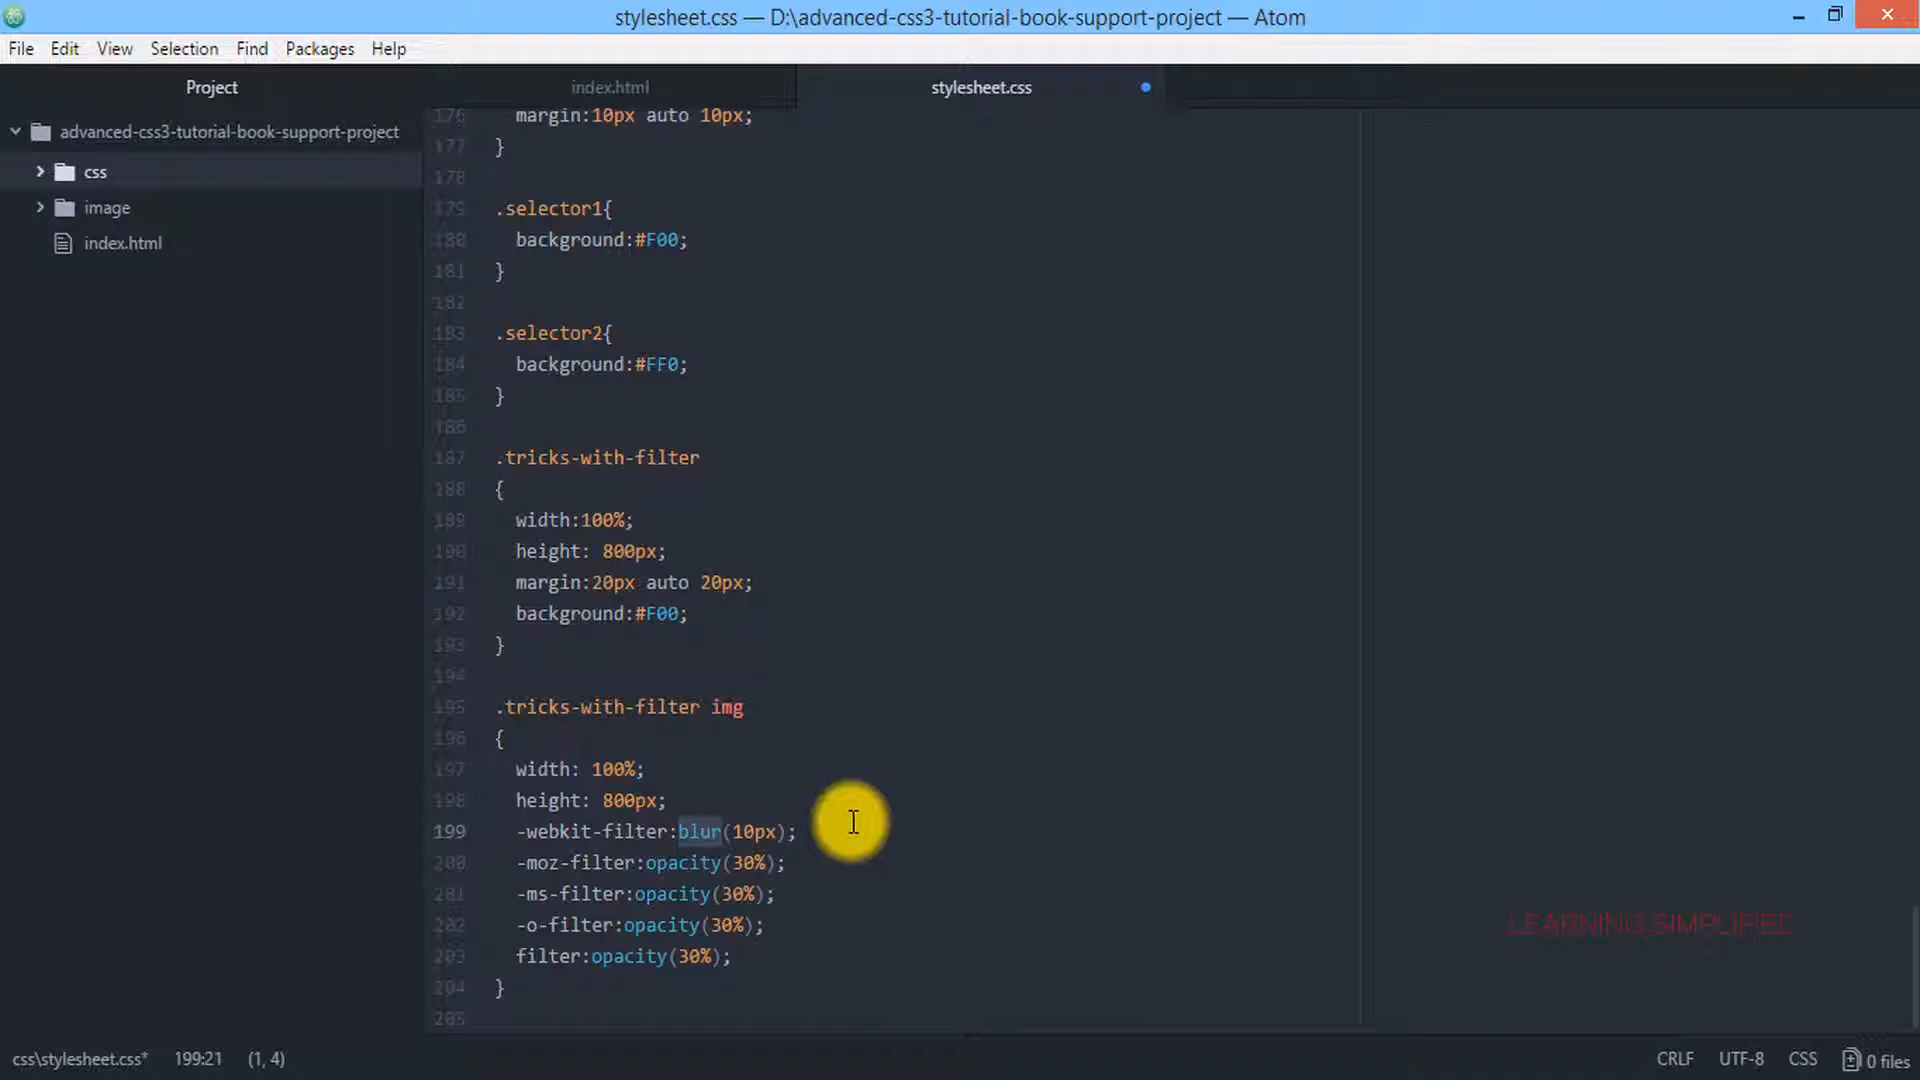 stylesheet.css — D:\advanced-css3-tutorial-book-support-project — Atom
File Edit View Selection Find Packages Help
Project
index.html
stylesheet.css
advanced-css3-tutorial-book-support-project
css
image
index.html
176 margin:10px auto 10px;
177 }
178
179 .selector1{
180 background:#F00;
181 }
182
183 .selector2{
184 background:#FF0;
185 }
186
187 .tricks-with-filter
188 {
189 width:100%;
190 height: 800px;
191 margin:20px auto 20px;
192 background:#F00;
193 }
194
195 .tricks-with-filter img
196 {
197 width: 100%;
198 height: 800px;
199 -webkit-filter:blur(10px);
200 -moz-filter:opacity(30%);
201 -ms-filter:opacity(30%);
202 -o-filter:opacity(30%);
203 filter:opacity(30%);
204 }
205
LEARNING SIMPLIFIED
css\stylesheet.css* 199:21 (1, 4) CRLF UTF-8 CSS 0 files